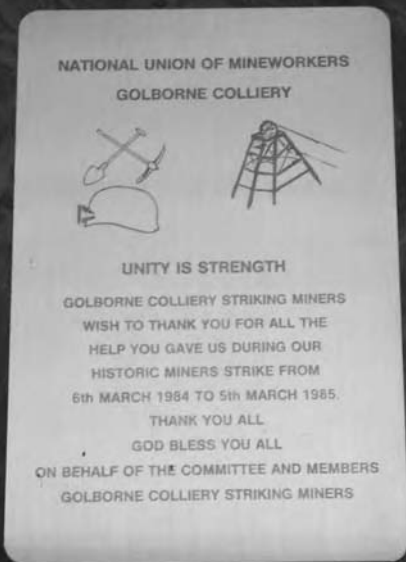 NATIONAL UNION OF MINEWORKERS
GOLBORNE COLLIERY
UNITY IS STRENGTH
GOLBORNE COLLIERY STRIKING MINERS
WISH TO THANK YOU FOR ALL THE
HELP YOU GAVE US DURING OUR
HISTORIC MINERS STRIKE FROM
6th MARCH 1984 TO 5th MARCH 1985.
THANK YOU ALL
GOD BLESS YOU ALL
ON BEHALF OF THE COMMITTEE AND MEMBERS
GOLBORNE COLLIERY STRIKING MINERS